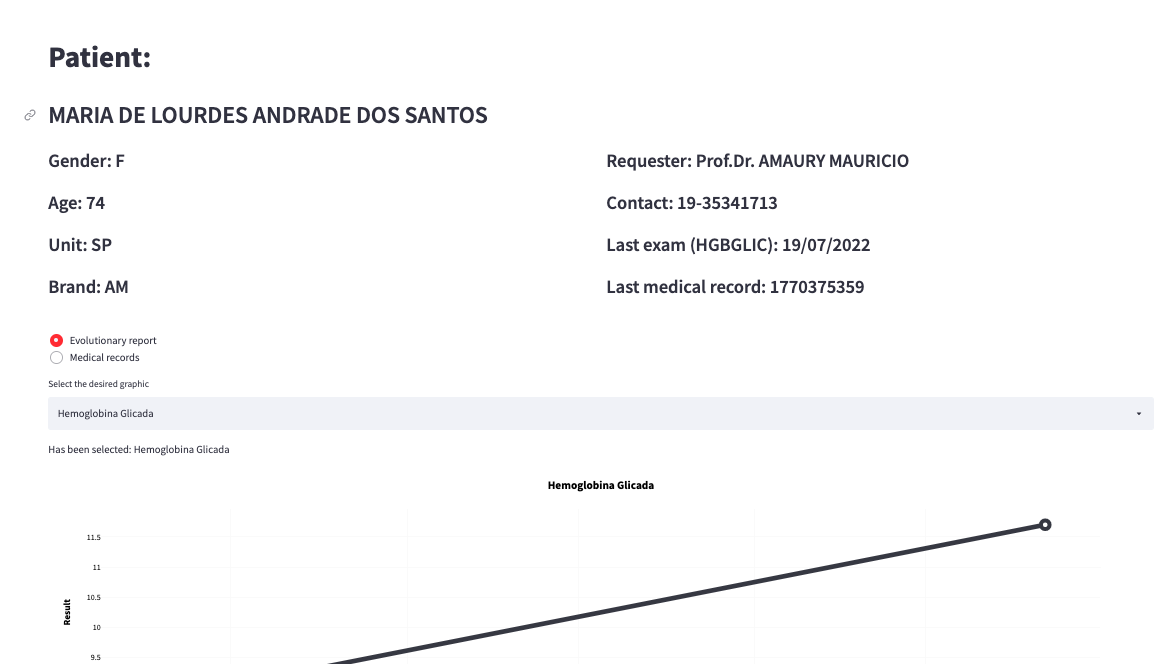 Patient:
MARIA DE LOURDES ANDRADE DOS SANTOS
Gender: F
Age: 74
Unit: SP
Brand: AM
Requester: Prof.Dr. AMAURY MAURICIO
Contact: 19-35341713
Last exam (HGBGLIC): 19/07/2022
Last medical record: 1770375359
Evolutionary report
Medical records
Select the desired graphic
Hemoglobina Glicada
Has been selected: Hemoglobina Glicada
Hemoglobina Glicada
11.5
11
10.5
10
9.5
Result